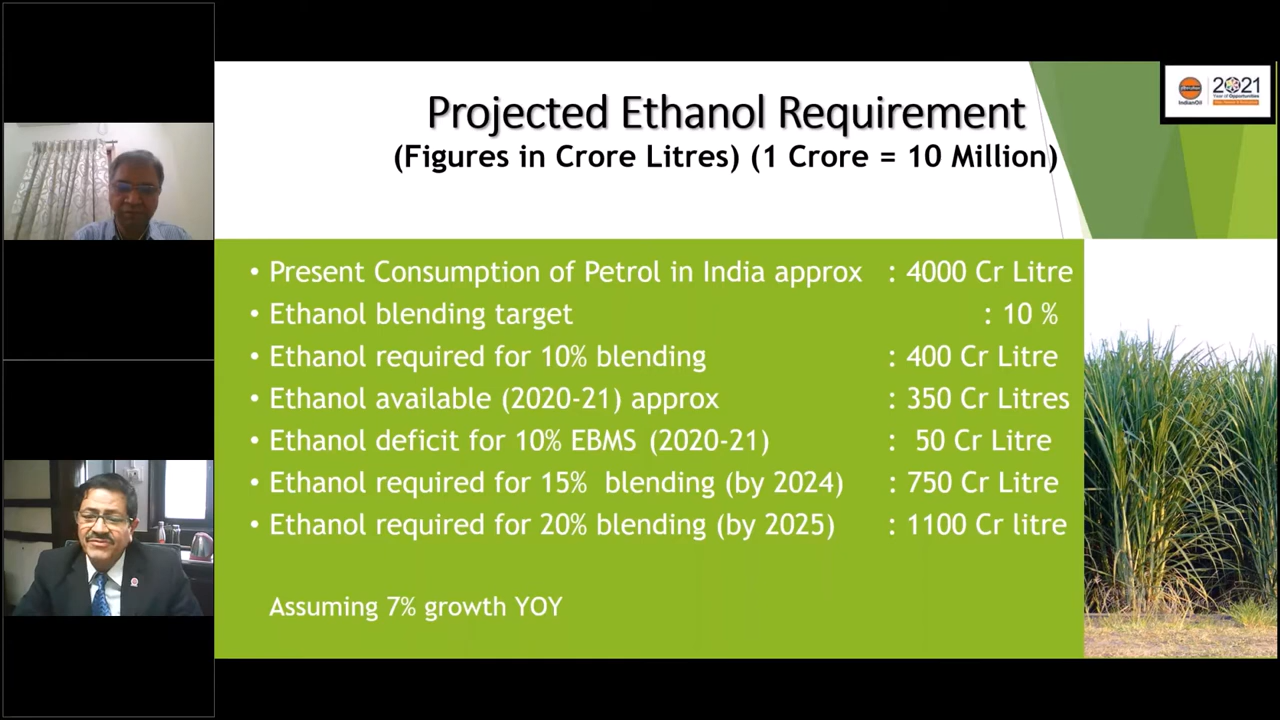 Projected Ethanol Requirement
(Figures in Crore Litres) (1 Crore = 10 Million)
IndianOil
2021
Year of Opportunities
• Present Consumption of Petrol in India approx : 4000 Cr Litre
• Ethanol blending target : 10 %
• Ethanol required for 10% blending : 400 Cr Litre
• Ethanol available (2020-21) approx : 350 Cr Litres
• Ethanol deficit for 10% EBMS (2020-21) : 50 Cr Litre
• Ethanol required for 15% blending (by 2024) : 750 Cr Litre
• Ethanol required for 20% blending (by 2025) : 1100 Cr litre
Assuming 7% growth YOY